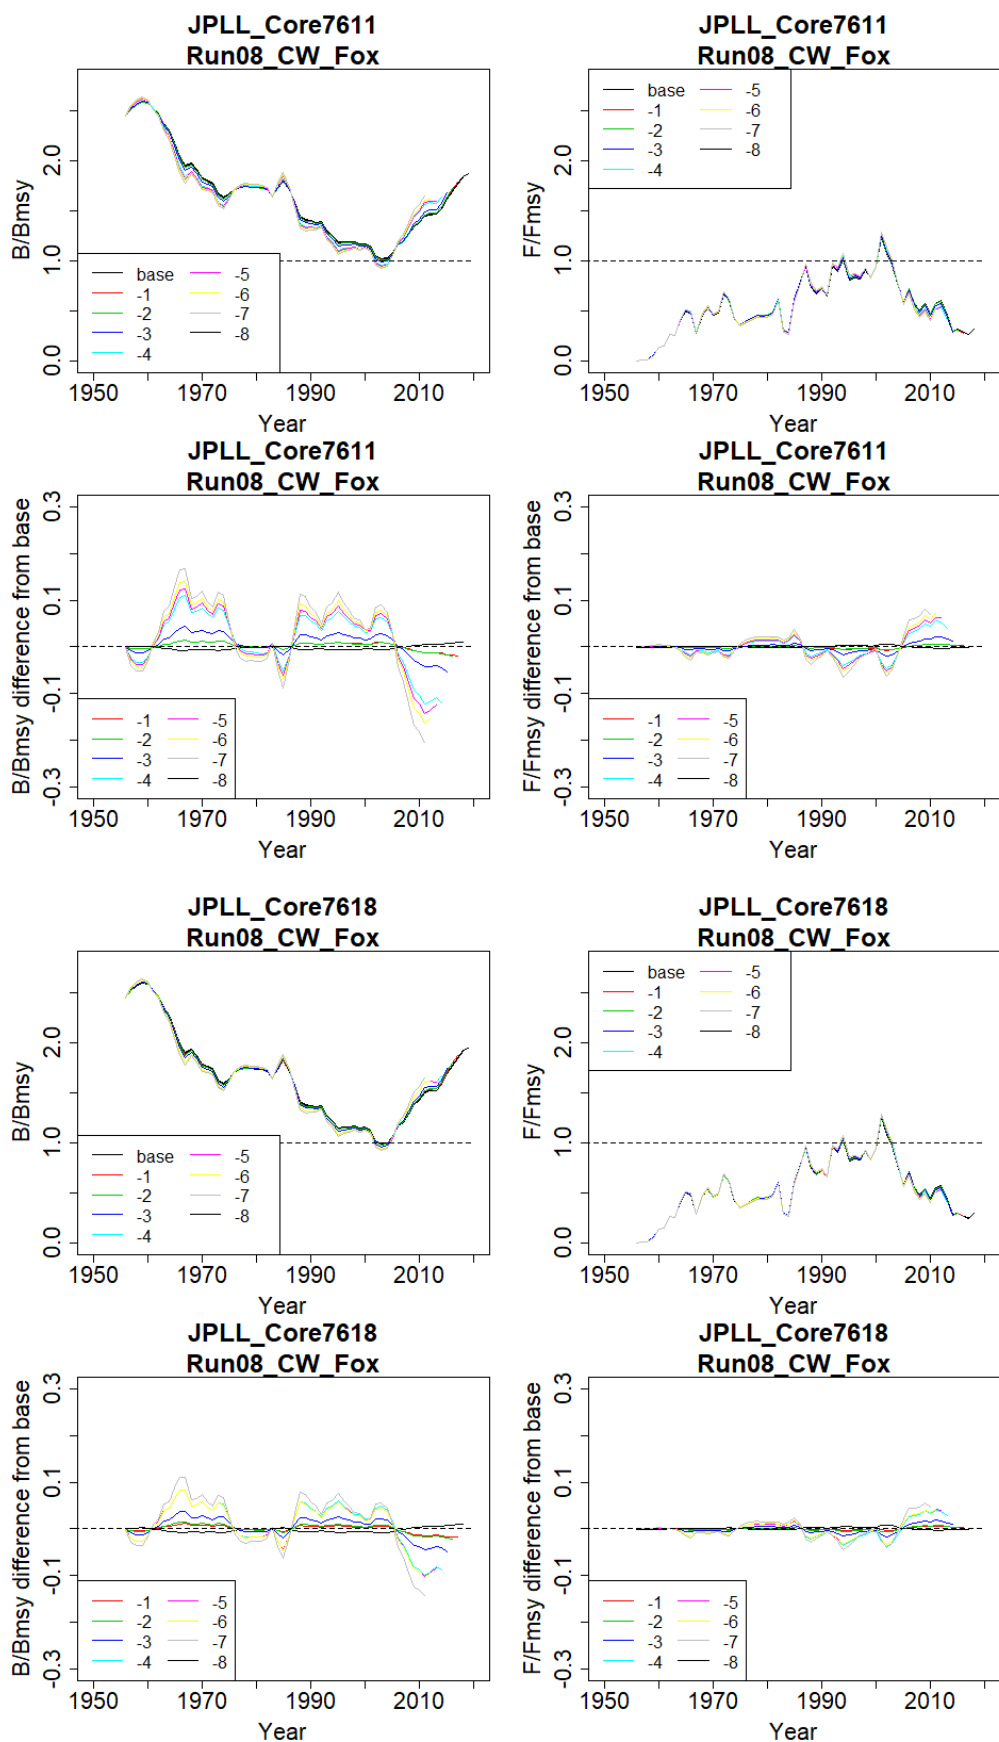 JPLL_Core7611
Run08_CW_Fox
B/Bmsy
2.0
1.0
0.0
base
-1
-2
-3
-4
-5
-6
-7
-8
1950 1970 1990 2010
Year
JPLL_Core7611
Run08_CW_Fox
F/Fmsy
2.0
1.0
0.0
base
-1
-2
-3
-4
-5
-6
-7
-8
1950 1970 1990 2010
Year
JPLL_Core7611
Run08_CW_Fox
B/Bmsy difference from base
0.3
0.1
-0.1
-0.3
-1
-2
-3
-4
-5
-6
-7
-8
1950 1970 1990 2010
Year
JPLL_Core7611
Run08_CW_Fox
F/Fmsy difference from base
0.3
0.1
-0.1
-0.3
-1
-2
-3
-4
-5
-6
-7
-8
1950 1970 1990 2010
Year
JPLL_Core7618
Run08_CW_Fox
B/Bmsy
2.0
1.0
0.0
base
-1
-2
-3
-4
-5
-6
-7
-8
1950 1970 1990 2010
Year
JPLL_Core7618
Run08_CW_Fox
F/Fmsy
2.0
1.0
0.0
base
-1
-2
-3
-4
-5
-6
-7
-8
1950 1970 1990 2010
Year
JPLL_Core7618
Run08_CW_Fox
B/Bmsy difference from base
0.3
0.1
-0.1
-0.3
-1
-2
-3
-4
-5
-6
-7
-8
1950 1970 1990 2010
Year
JPLL_Core7618
Run08_CW_Fox
F/Fmsy difference from base
0.3
0.1
-0.1
-0.3
-1
-2
-3
-4
-5
-6
-7
-8
1950 1970 1990 2010
Year